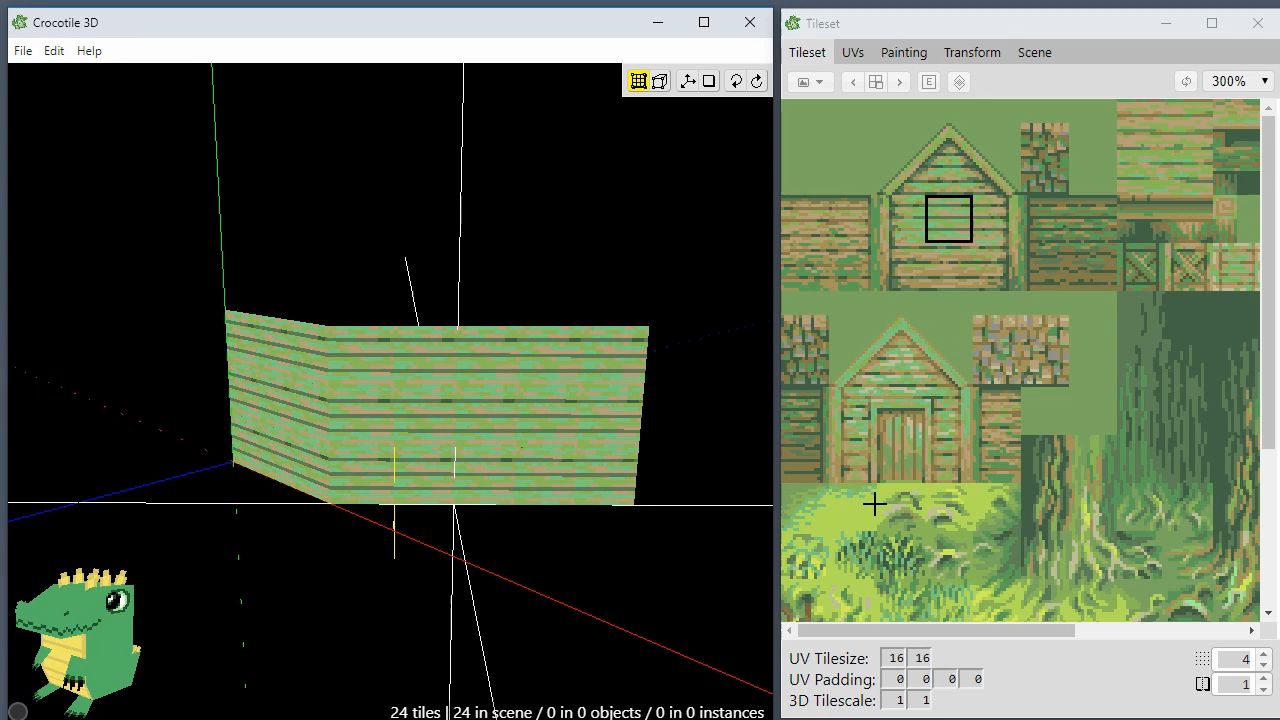 Crocotile 3D
File Edit Help
24 tiles | 24 in scene / 0 in 0 objects / 0 in 0 instances
Tileset
Tileset UVs Painting Transform Scene
E 300%
UV Tilesize: 16 16
UV Padding: 0 0 0 0
3D Tilescale: 1 1
4
1